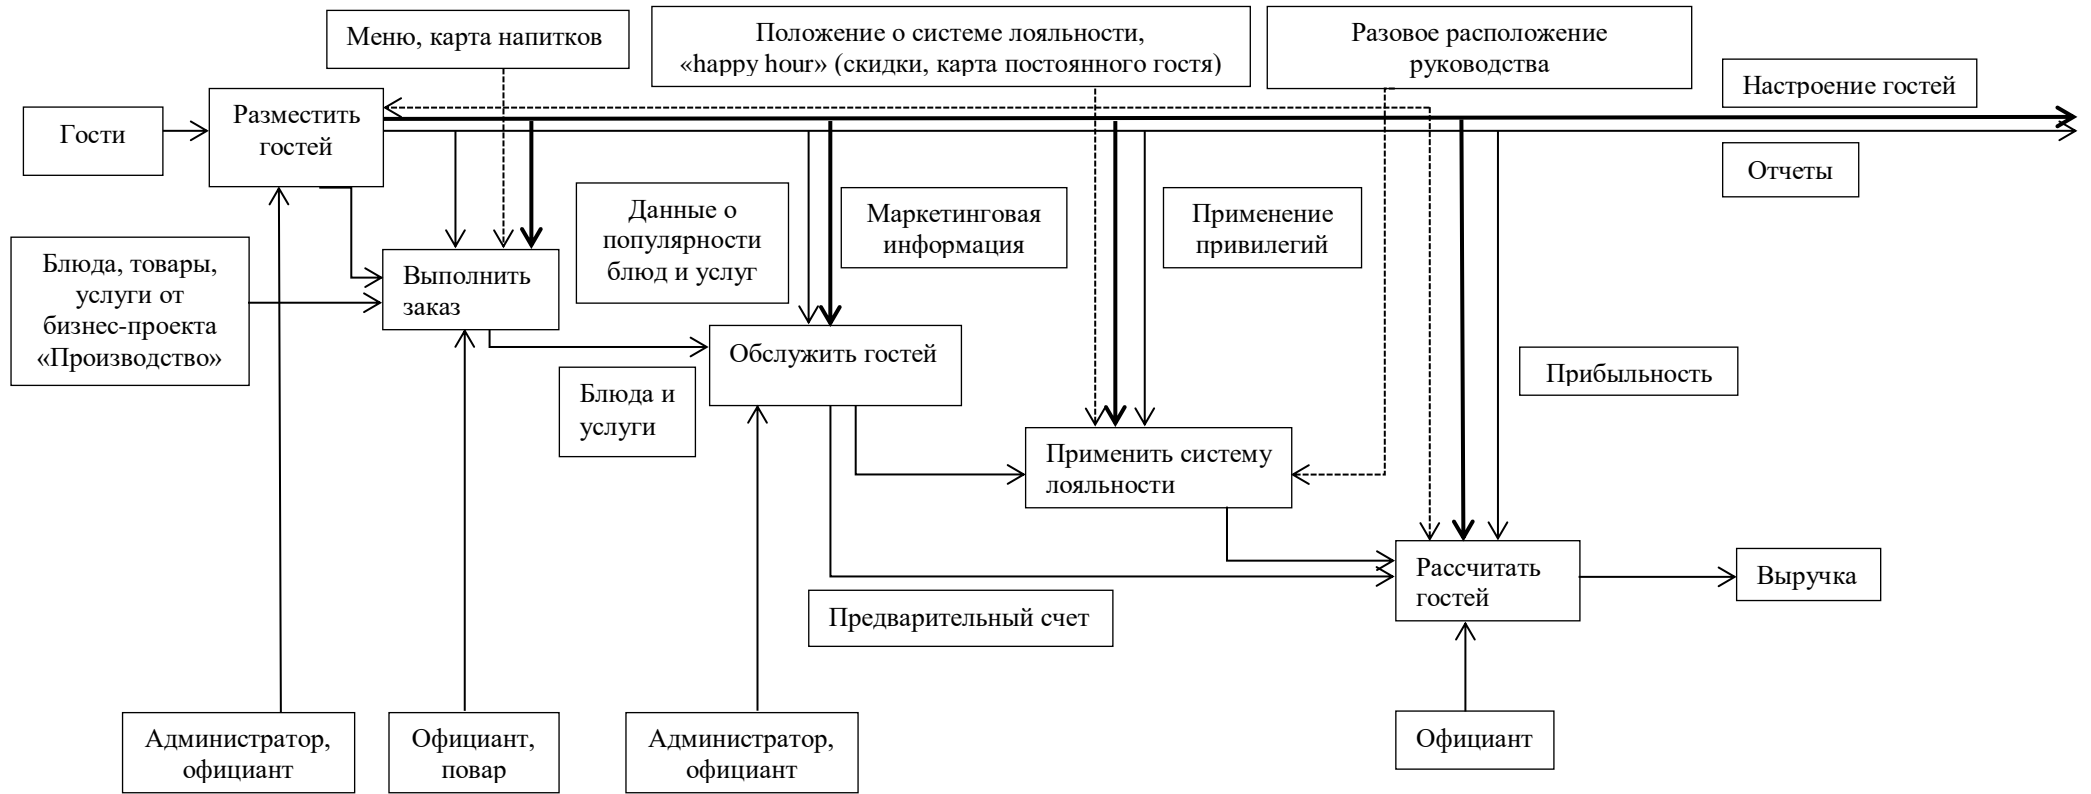 Меню, карта напитков
Положение о системе лояльности,
«happy hour» (скидки, карта постоянного гостя)
Разовое расположение
руководства
Настроение гостей
Гости
Разместить
гостей
Отчеты
Данные о
популярности
блюд и услуг
Маркетинговая
информация
Применение
привилегий
Блюда, товары,
услуги от
бизнес-проекта
«Производство»
Выполнить
заказ
Обслужить гостей
Прибыльность
Блюда и
услуги
Применить систему
лояльности
Рассчитать
гостей
Выручка
Предварительный счет
Администратор,
официант
Официант,
повар
Администратор,
официант
Официант